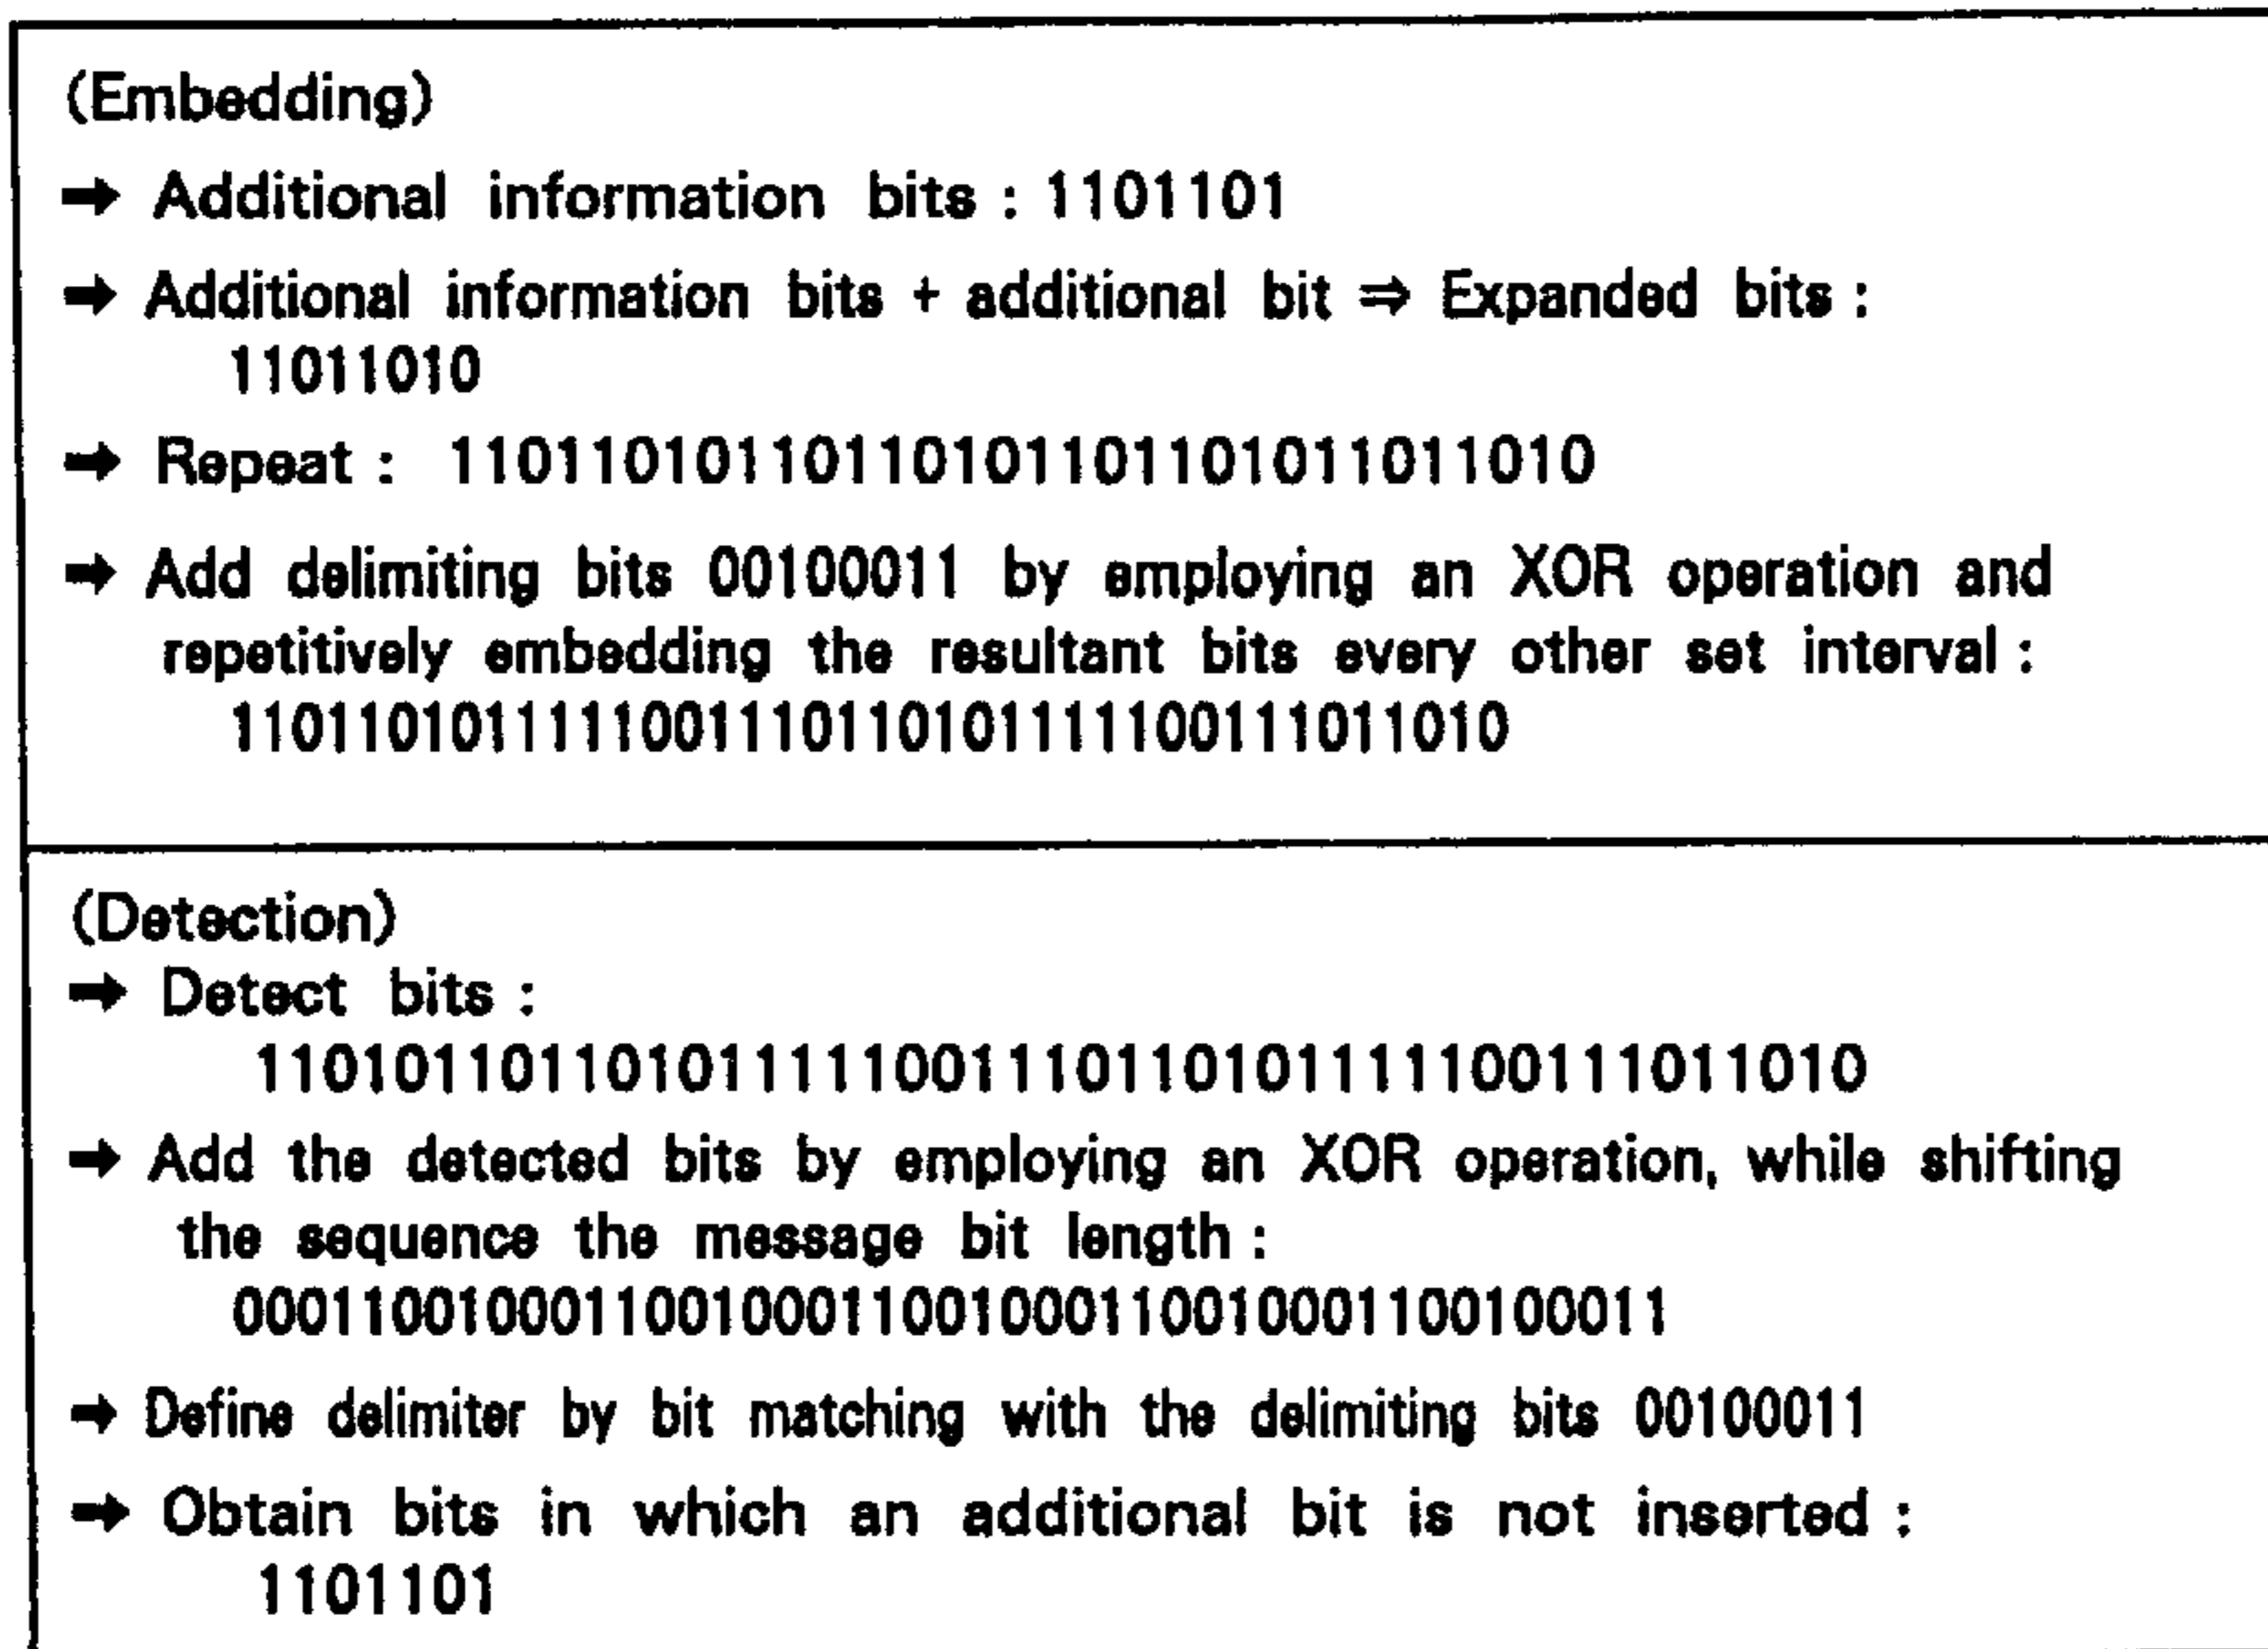 (Embedding)
➡ Additional information bits : 1101101
➡ Additional information bits + additional bit ⇒ Expanded bits :
11011010
➡ Repeat : 11011010110110101101101011011010
➡ Add delimiting bits 00100011 by employing an XOR operation and
repetitively embedding the resultant bits every other set interval :
1101101011111001110110101111100111011010
(Detection)
➡ Detect bits :
110101101101011111001110110101111100111011010
➡ Add the detected bits by employing an XOR operation, while shifting
the sequence the message bit length :
000110010001100100011001000110010001100100011
➡ Define delimiter by bit matching with the delimiting bits 00100011
➡ Obtain bits in which an additional bit is not inserted :
1101101